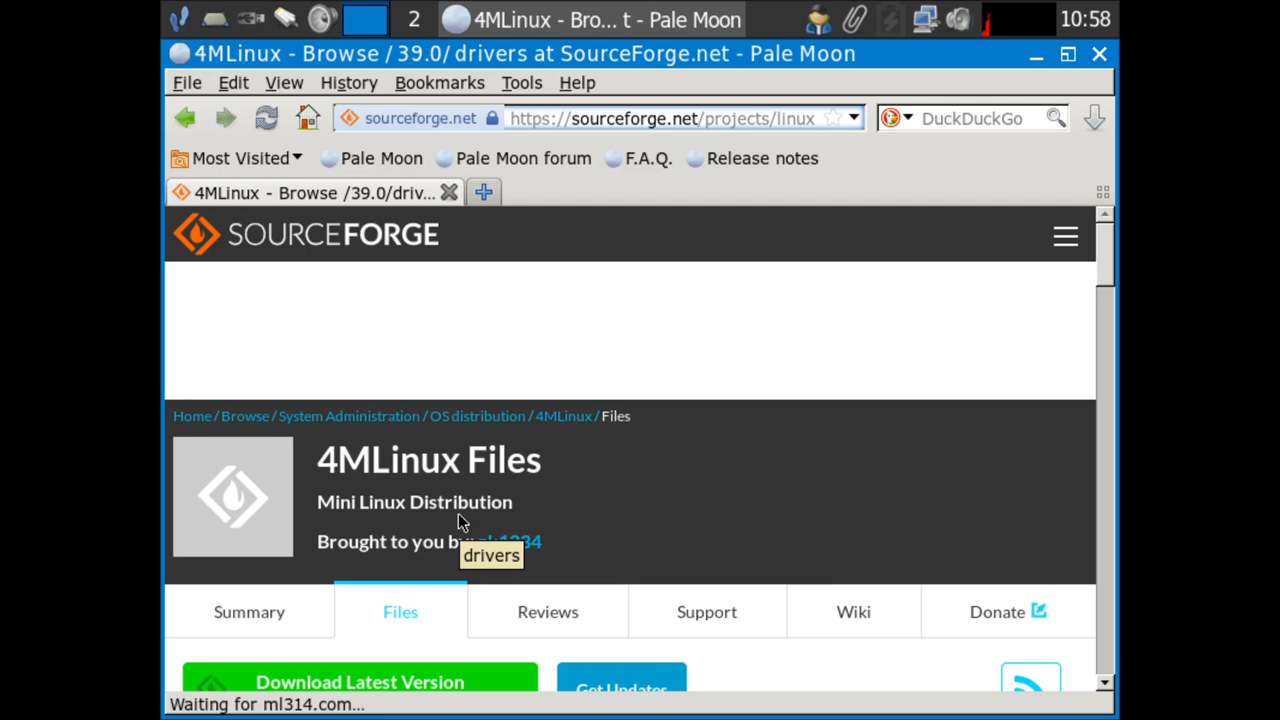 2
4MLinux - Bro... t - Pale Moon
10:58
4MLinux - Browse / 39.0/ drivers at SourceForge.net - Pale Moon
File Edit View History Bookmarks Tools Help
sourceforge.net https://sourceforge.net/projects/linux DuckDuckGo
Most Visited Pale Moon Pale Moon forum F.A.Q. Release notes
4MLinux - Browse /39.0/driv...
SOURCEFORGE
Home / Browse / System Administration / OS distribution / 4MLinux / Files
4MLinux Files
Mini Linux Distribution
Brought to you by:
drivers
Summary Files Reviews Support Wiki Donate
Download Latest Version
Get Updates
Waiting for ml314.com...